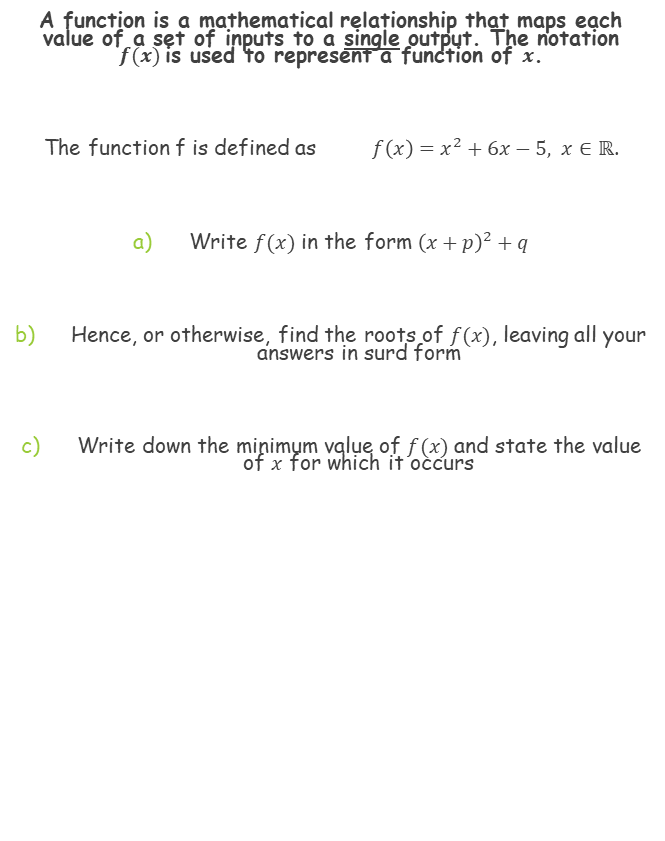 A function is a mathematical relationship that maps each
value of a set of inputs to a single output. The notation
f(x) is used to represent a function of x.
The function f is defined as f(x) = x² + 6x − 5, x ∈ ℝ.
a) Write f(x) in the form (x + p)² + q
b) Hence, or otherwise, find the roots of f(x), leaving all your
answers in surd form
c) Write down the minimum value of f(x) and state the value
of x for which it occurs